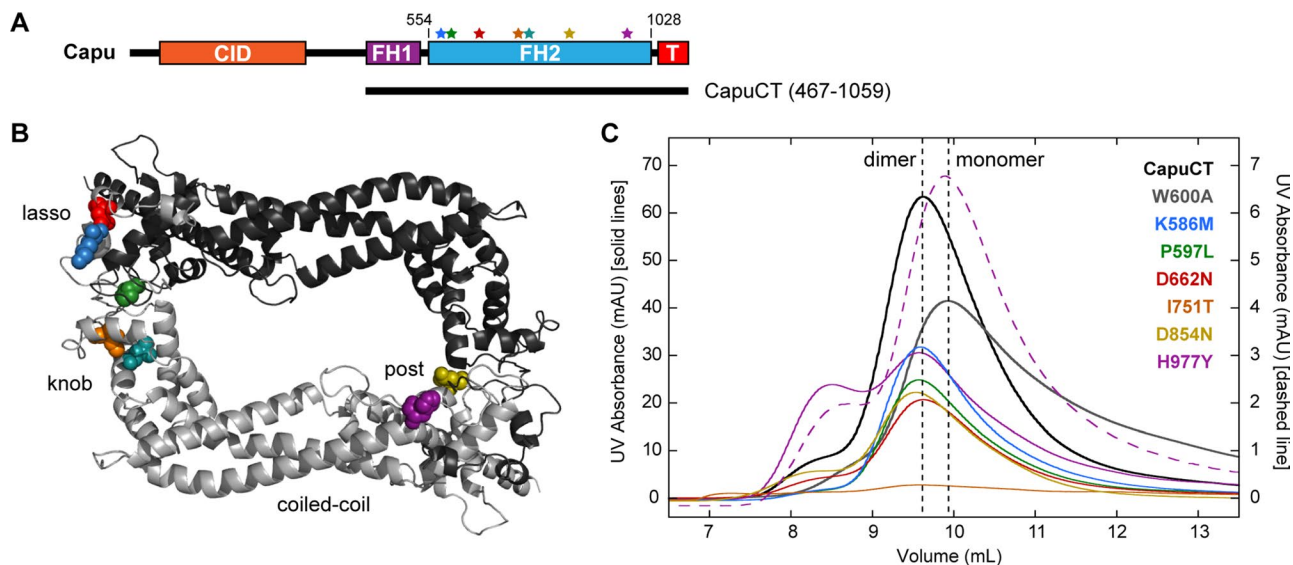 A
554
1028
Capu
CID
FH1
FH2
T
CapuCT (467-1059)
B
lasso
knob
post
coiled-coil
C
dimer
monomer
CapuCT
W600A
K586M
P597L
D662N
I751T
D854N
H977Y
UV Absorbance (mAU) [solid lines]
70
60
50
40
30
20
10
0
UV Absorbance (mAU) [dashed line]
7
6
5
4
3
2
1
0
7 8 9 10 11 12 13
Volume (mL)